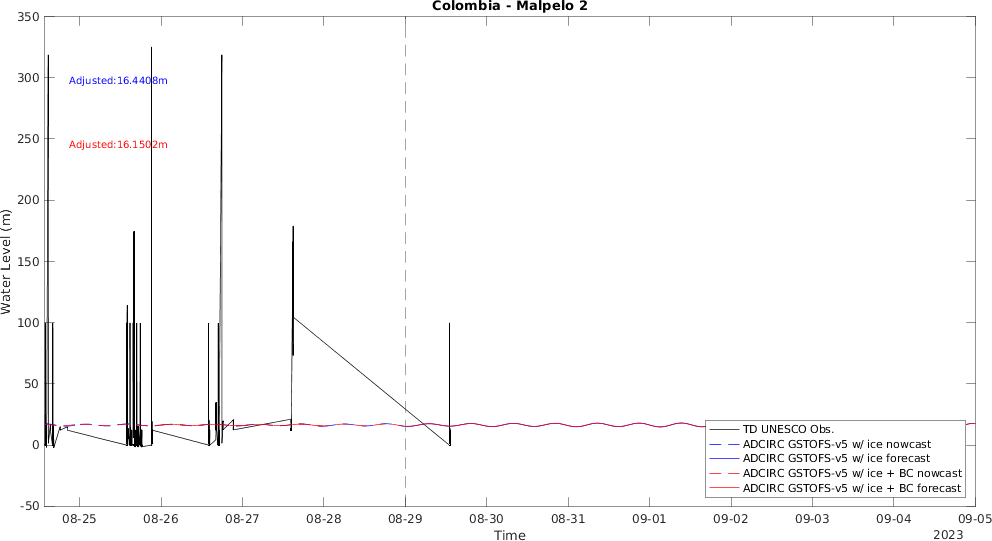 Colombia - Malpelo 2
350
300
250
200
150
100
50
0
-50
Water Level (m)
Adjusted:16.4408m
Adjusted:16.1502m
TD UNESCO Obs.
ADCIRC GSTOFS-v5 w/ ice nowcast
ADCIRC GSTOFS-v5 w/ ice forecast
ADCIRC GSTOFS-v5 w/ ice + BC nowcast
ADCIRC GSTOFS-v5 w/ ice + BC forecast
08-25 08-26 08-27 08-28 08-29 08-30 08-31 09-01 09-02 09-03 09-04 09-05
Time
2023